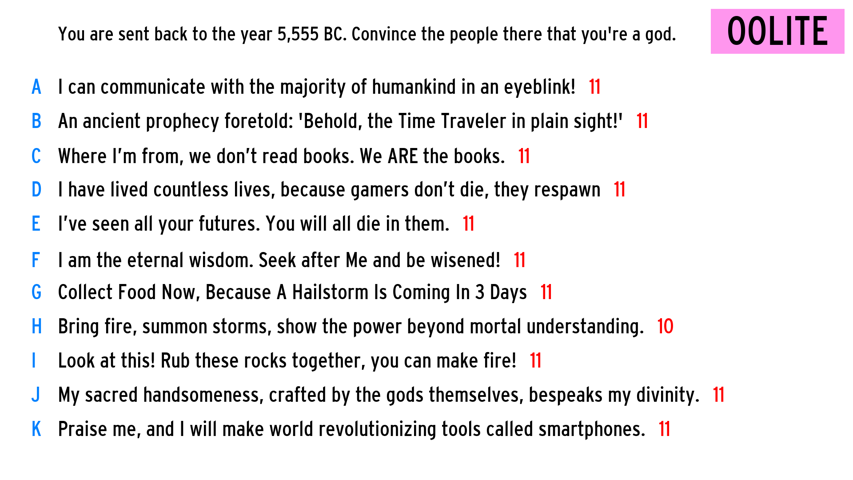 You are sent back to the year 5,555 BC. Convince the people there that you're a god.
OOLITE
A I can communicate with the majority of humankind in an eyeblink! 11
B An ancient prophecy foretold: 'Behold, the Time Traveler in plain sight!' 11
C Where I’m from, we don’t read books. We ARE the books. 11
D I have lived countless lives, because gamers don’t die, they respawn 11
E I’ve seen all your futures. You will all die in them. 11
F I am the eternal wisdom. Seek after Me and be wisened! 11
G Collect Food Now, Because A Hailstorm Is Coming In 3 Days 11
H Bring fire, summon storms, show the power beyond mortal understanding. 10
I Look at this! Rub these rocks together, you can make fire! 11
J My sacred handsomeness, crafted by the gods themselves, bespeaks my divinity. 11
K Praise me, and I will make world revolutionizing tools called smartphones. 11